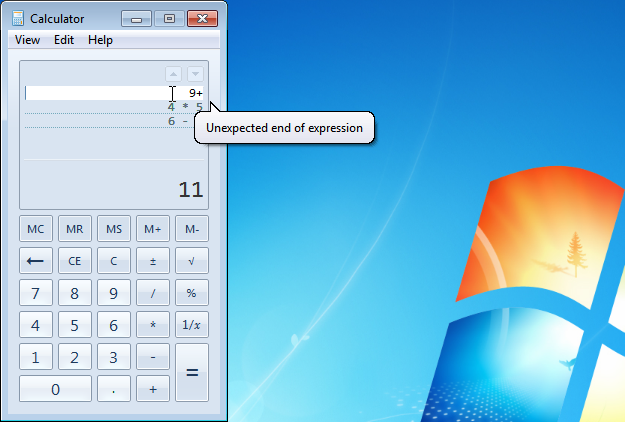 Calculator
View Edit Help
9+
4 * 5
6 -
Unexpected end of expression
11
MC MR MS M+ M-
← CE C ± √
7 8 9 / %
4 5 6 * 1/x
1 2 3 - =
0 . +